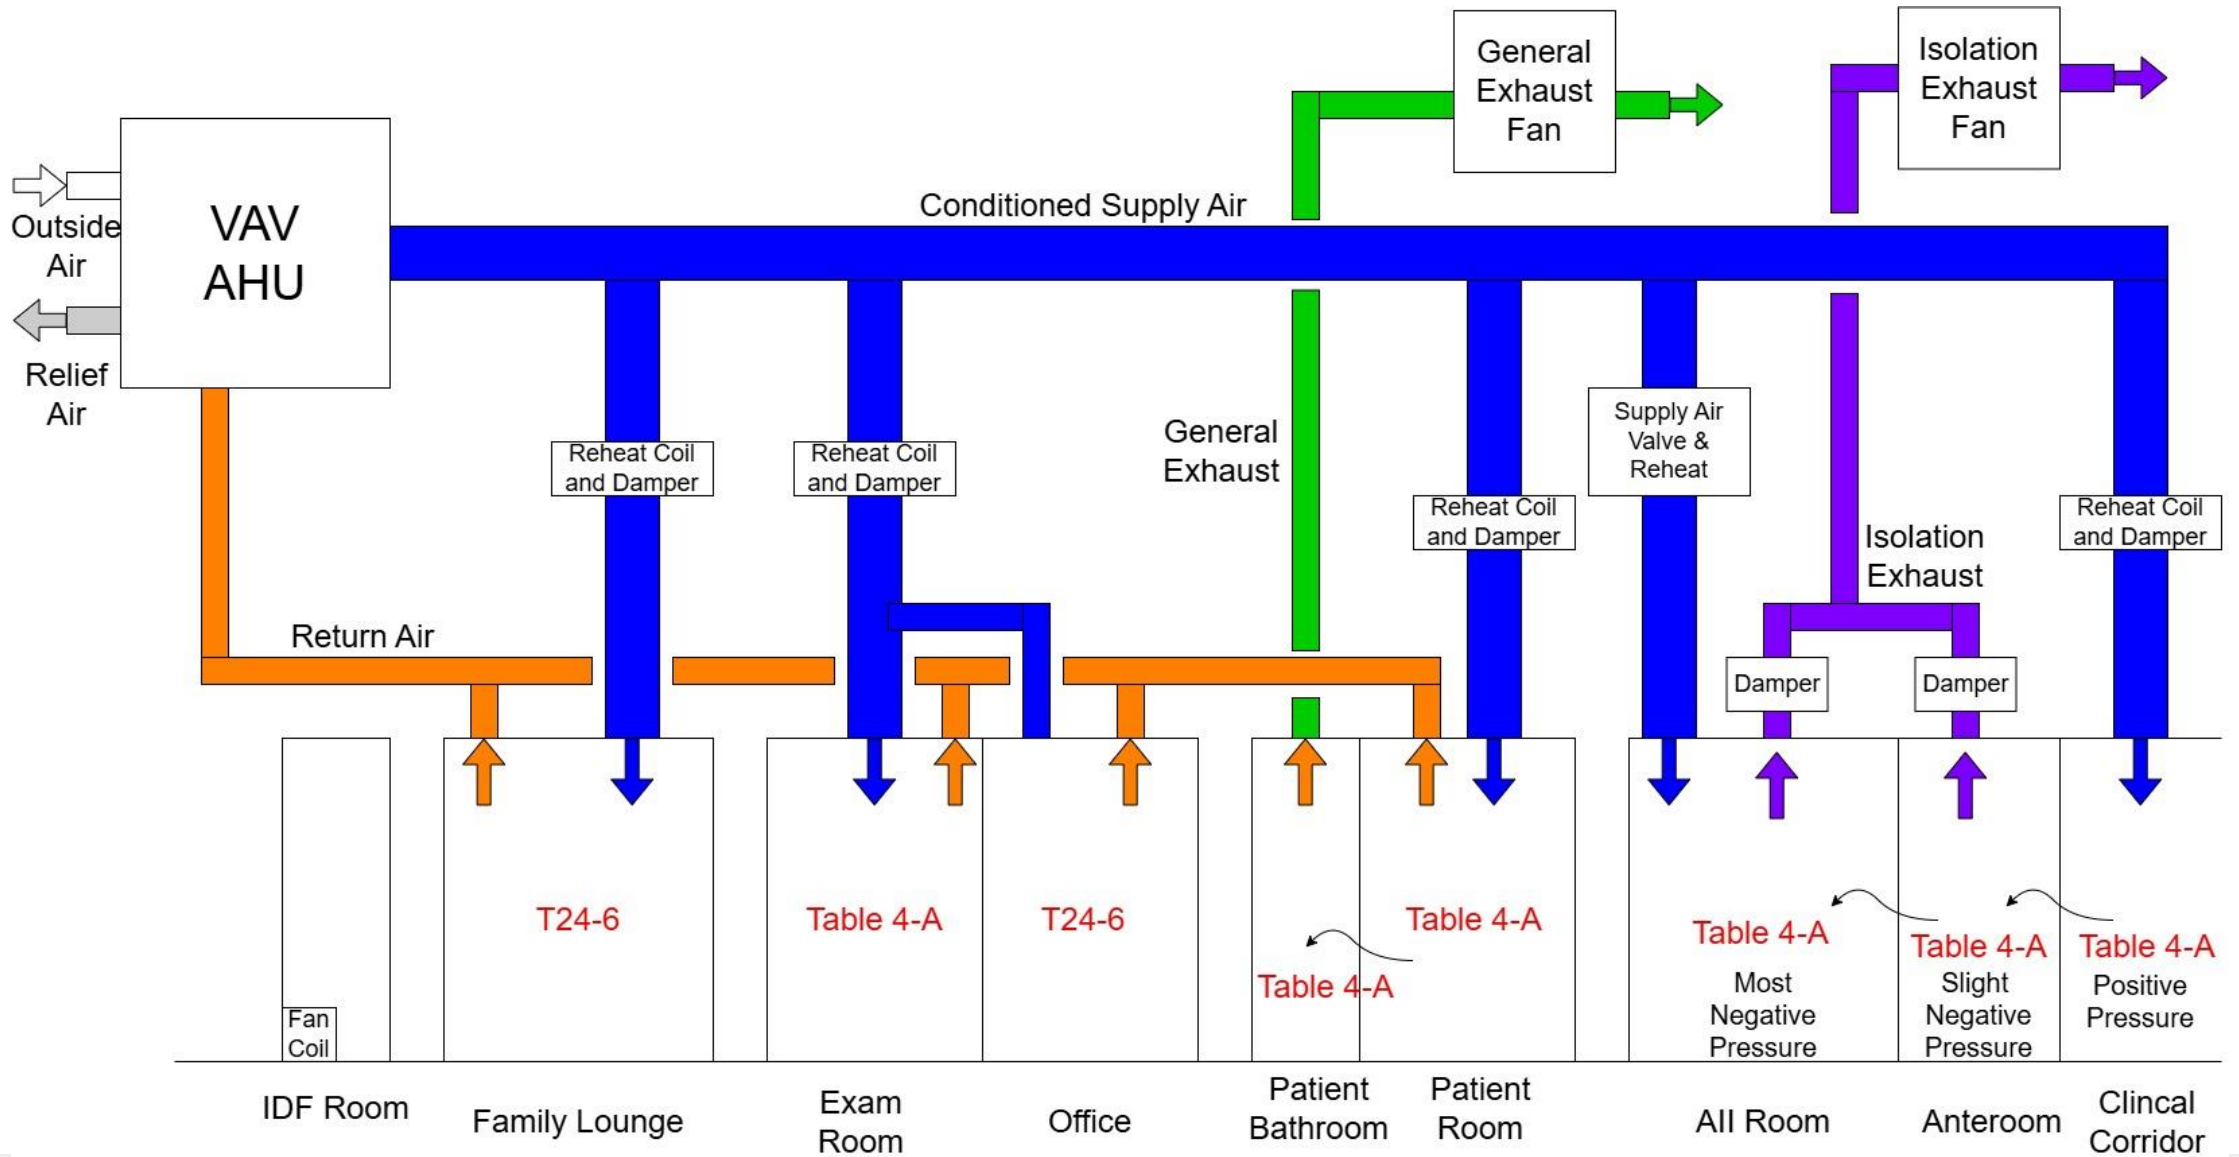 General
Exhaust
Fan
Isolation
Exhaust
Fan
Outside
Air
VAV
AHU
Conditioned Supply Air
Relief
Air
Reheat Coil
and Damper
Reheat Coil
and Damper
General
Exhaust
Reheat Coil
and Damper
Supply Air
Valve &
Reheat
Isolation
Exhaust
Reheat Coil
and Damper
Return Air
Damper
Damper
T24-6
Table 4-A
T24-6
Table 4-A
Table 4-A
Table 4-A
Most
Negative
Pressure
Table 4-A
Slight
Negative
Pressure
Table 4-A
Positive
Pressure
Fan
Coil
IDF Room
Family Lounge
Exam
Room
Office
Patient
Bathroom
Patient
Room
AII Room
Anteroom
Clincal
Corridor